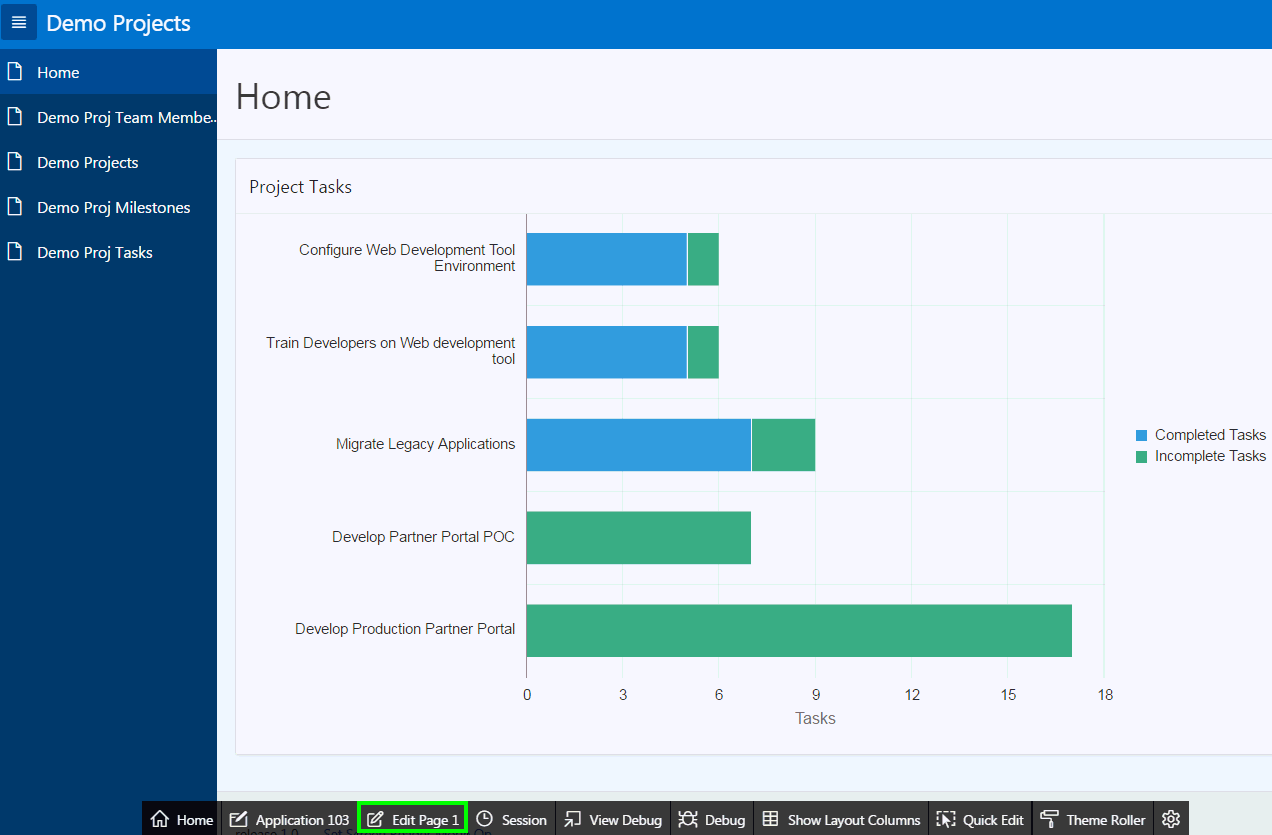 Demo Projects
Home
Demo Proj Team Membe..
Demo Projects
Demo Proj Milestones
Demo Proj Tasks
Home
Project Tasks
Configure Web Development Tool
Environment
Train Developers on Web development
tool
Migrate Legacy Applications
Develop Partner Portal POC
Develop Production Partner Portal
0 3 6 9 12 15 18
Tasks
Completed Tasks
Incomplete Tasks
Home Application 103 Edit Page 1 Session View Debug Debug Show Layout Columns Quick Edit Theme Roller
release 1.0